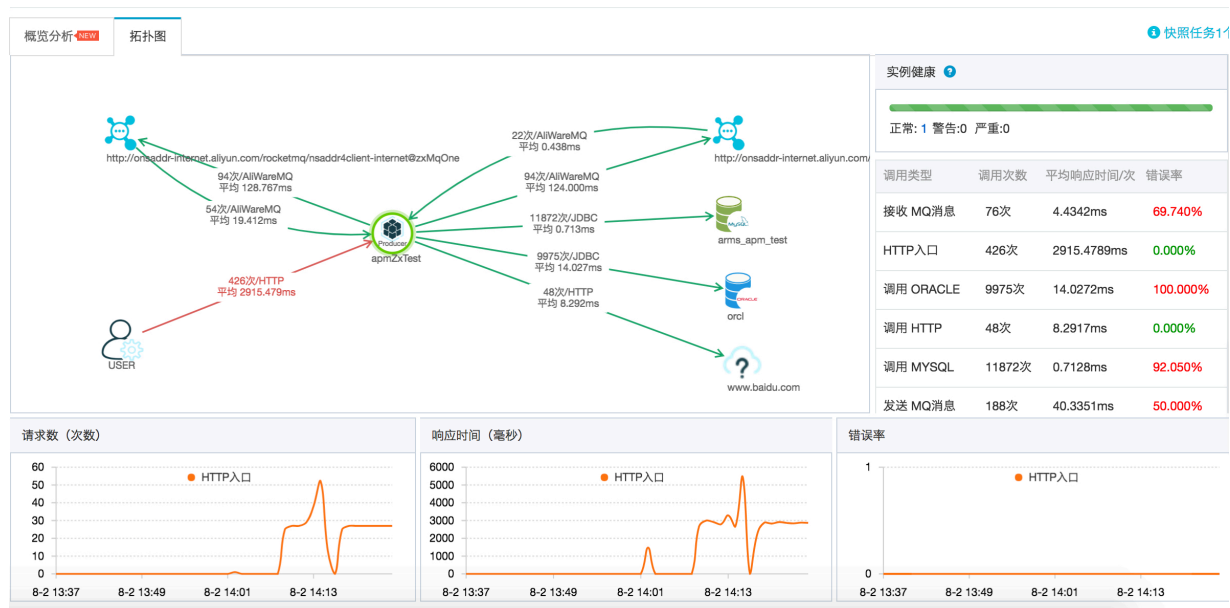 概览分析 NEW
拓扑图
快照任务1个
http://onsaddr-internet.aliyun.com/rocketmq/nsaddr4client-internet@zxMqOne
94次/AliWareMQ
平均 128.767ms
54次/AliWareMQ
平均 19.412ms
426次/HTTP
平均 2915.479ms
USER
Producer
apmZxTest
22次/AliWareMQ
平均 0.438ms
94次/AliWareMQ
平均 124.000ms
11872次/JDBC
平均 0.713ms
9975次/JDBC
平均 14.027ms
48次/HTTP
平均 8.292ms
http://onsaddr-internet.aliyun.com/
MySQL
arms_apm_test
ORACLE
orcl
?
www.baidu.com
实例健康 ?
正常: 1 警告:0 严重:0
调用类型 调用次数 平均响应时间/次 错误率
接收 MQ消息 76次 4.4342ms 69.740%
HTTP入口 426次 2915.4789ms 0.000%
调用 ORACLE 9975次 14.0272ms 100.000%
调用 HTTP 48次 8.2917ms 0.000%
调用 MYSQL 11872次 0.7128ms 92.050%
发送 MQ消息 188次 40.3351ms 50.000%
请求数（次数）
HTTP入口
60
50
40
30
20
10
0
8-2 13:37 8-2 13:49 8-2 14:01 8-2 14:13
响应时间（毫秒）
HTTP入口
6000
5000
4000
3000
2000
1000
0
8-2 13:37 8-2 13:49 8-2 14:01 8-2 14:13
错误率
HTTP入口
1
0
8-2 13:37 8-2 13:49 8-2 14:01 8-2 14:13